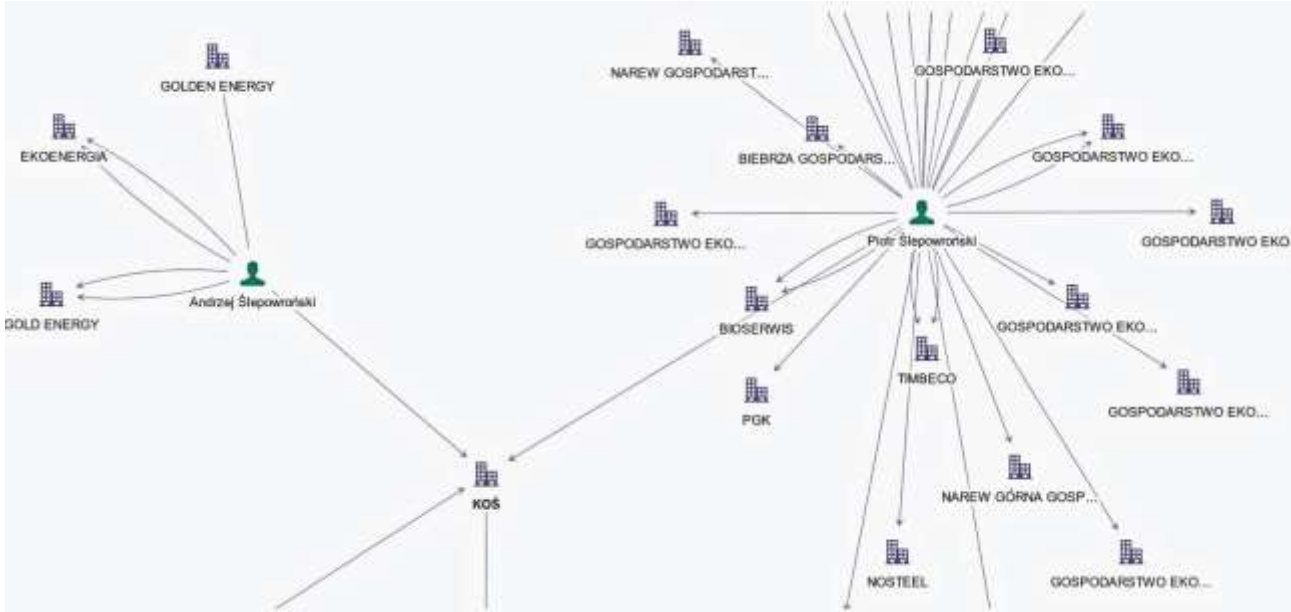 GOLDEN ENERGY
NAREW GOSPODARST...
GOSPODARSTWO EKO...
EKOENERGIA
BIEBRZA GOSPODARS...
GOSPODARSTWO EKO...
GOSPODARSTWO EKO...
Piotr Ślepowroński
GOSPODARSTWO EKO
Andrzej Ślepowroński
GOLD ENERGY
BIOSERWIS
GOSPODARSTWO EKO...
TIMBECO
PGK
GOSPODARSTWO EKO...
KOŚ
NAREW GÓRNA GOSP...
NOSTEEL
GOSPODARSTWO EKO...